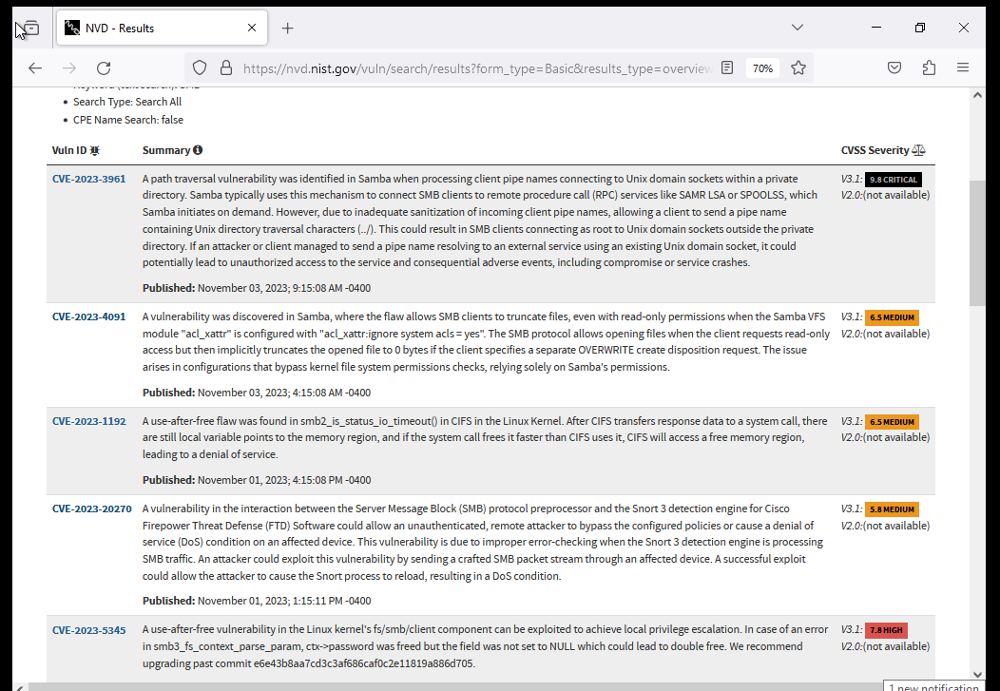 NVD - Results
https://nvd.nist.gov/vuln/search/results?form_type=Basic&results_type=overview
70%
Search Type: Search All
CPE Name Search: false
Vuln ID Summary CVSS Severity
CVE-2023-3961 A path traversal vulnerability was identified in Samba when processing client pipe names connecting to Unix domain sockets within a private V3.1: 9.8 CRITICAL
directory. Samba typically uses this mechanism to connect SMB clients to remote procedure call (RPC) services like SAMR LSA or SPOOLSS, which V2.0:(not available)
Samba initiates on demand. However, due to inadequate sanitization of incoming client pipe names, allowing a client to send a pipe name
containing Unix directory traversal characters (../). This could result in SMB clients connecting as root to Unix domain sockets outside the private
directory. If an attacker or client managed to send a pipe name resolving to an external service using an existing Unix domain socket, it could
potentially lead to unauthorized access to the service and consequential adverse events, including compromise or service crashes.
Published: November 03, 2023; 9:15:08 AM -0400
CVE-2023-4091 A vulnerability was discovered in Samba, where the flaw allows SMB clients to truncate files, even with read-only permissions when the Samba VFS V3.1: 6.5 MEDIUM
module "acl_xattr" is configured with "acl_xattr:ignore system acls = yes". The SMB protocol allows opening files when the client requests read-only V2.0:(not available)
access but then implicitly truncates the opened file to 0 bytes if the client specifies a separate OVERWRITE create disposition request. The issue
arises in configurations that bypass kernel file system permissions checks, relying solely on Samba's permissions.
Published: November 03, 2023; 4:15:08 AM -0400
CVE-2023-1192 A use-after-free flaw was found in smb2_is_status_io_timeout() in CIFS in the Linux Kernel. After CIFS transfers response data to a system call, there V3.1: 6.5 MEDIUM
are still local variable points to the memory region, and if the system call frees it faster than CIFS uses it, CIFS will access a free memory region, V2.0:(not available)
leading to a denial of service.
Published: November 01, 2023; 4:15:08 PM -0400
CVE-2023-20270 A vulnerability in the interaction between the Server Message Block (SMB) protocol preprocessor and the Snort 3 detection engine for Cisco V3.1: 5.8 MEDIUM
Firepower Threat Defense (FTD) Software could allow an unauthenticated, remote attacker to bypass the configured policies or cause a denial of V2.0:(not available)
service (DoS) condition on an affected device. This vulnerability is due to improper error-checking when the Snort 3 detection engine is processing
SMB traffic. An attacker could exploit this vulnerability by sending a crafted SMB packet stream through an affected device. A successful exploit
could allow the attacker to cause the Snort process to reload, resulting in a DoS condition.
Published: November 01, 2023; 1:15:11 PM -0400
CVE-2023-5345 A use-after-free vulnerability in the Linux kernel's fs/smb/client component can be exploited to achieve local privilege escalation. In case of an error V3.1: 7.8 HIGH
in smb3_fs_context_parse_param, ctx->password was freed but the field was not set to NULL which could lead to double free. We recommend V2.0:(not available)
upgrading past commit e6e43b8aa7cd3c3af686caf0c2e11819a886d705.
1 new notification